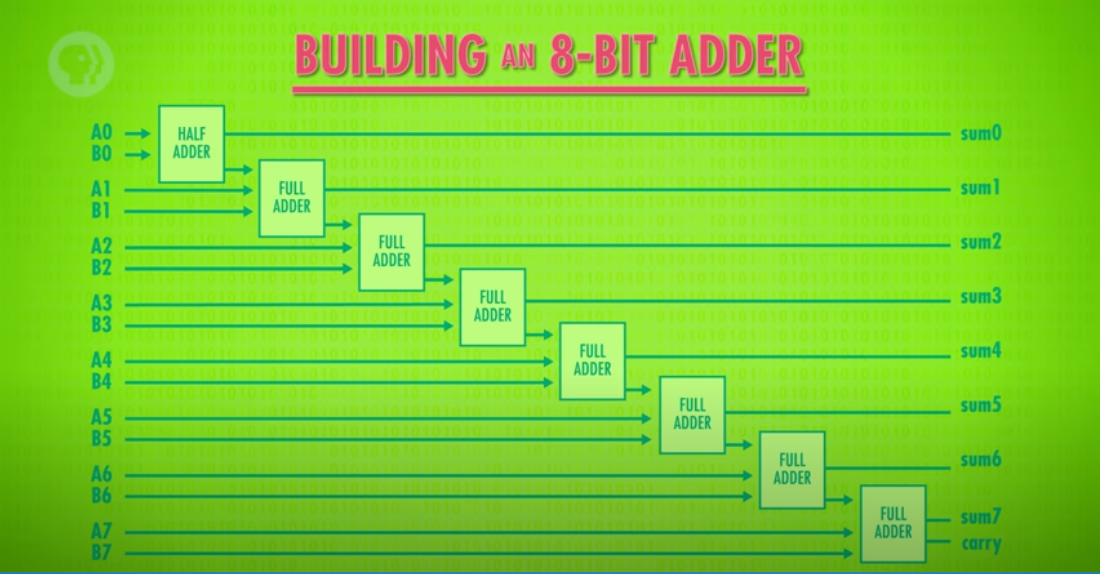 BUILDING AN 8-BIT ADDER
A0
B0
HALF
ADDER
sum0
A1
B1
FULL
ADDER
sum1
A2
B2
FULL
ADDER
sum2
A3
B3
FULL
ADDER
sum3
A4
B4
FULL
ADDER
sum4
A5
B5
FULL
ADDER
sum5
A6
B6
FULL
ADDER
sum6
A7
B7
FULL
ADDER
sum7
carry